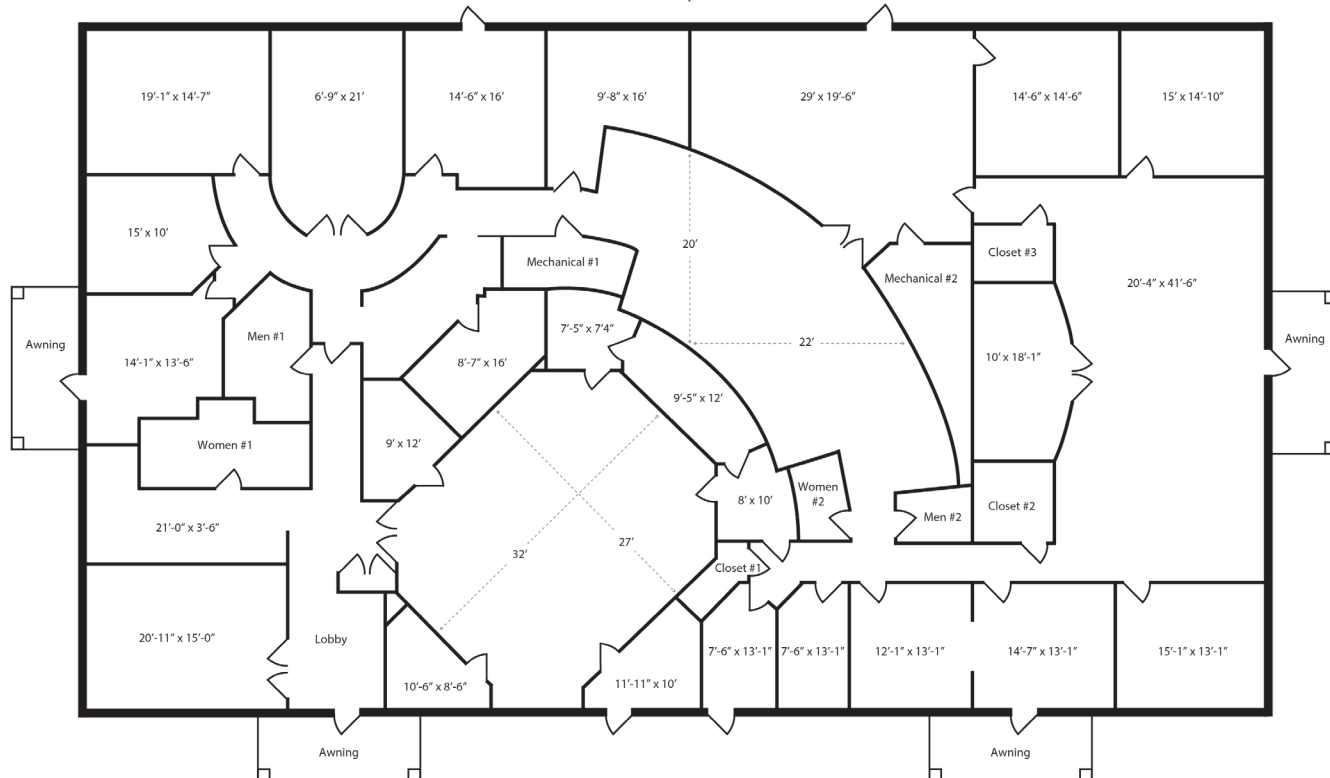 19’-1” x 14’-7”
6’-9” x 21’
14’-6” x 16’
9’-8” x 16’
29’ x 19’-6”
14’-6” x 14’-6”
15’ x 14’-10”
15’ x 10’
20’
Mechanical #1
Mechanical #2
Closet #3
20’-4” x 41’-6”
Awning
Men #1
14’-1” x 13’-6”
7’-5” x 7’4”
8’-7” x 16’
22’
10’ x 18’-1”
Awning
9’-5” x 12’
Women #1
9’ x 12’
8’ x 10’
Women
#2
Men #2
Closet #2
21’-0” x 3’-6”
32’
27’
Closet #1
20’-11” x 15’-0”
Lobby
10’-6” x 8’-6”
11’-11” x 10’
7’-6” x 13’-1”
7’-6” x 13’-1”
12’-1” x 13’-1”
14’-7” x 13’-1”
15’-1” x 13’-1”
Awning
Awning